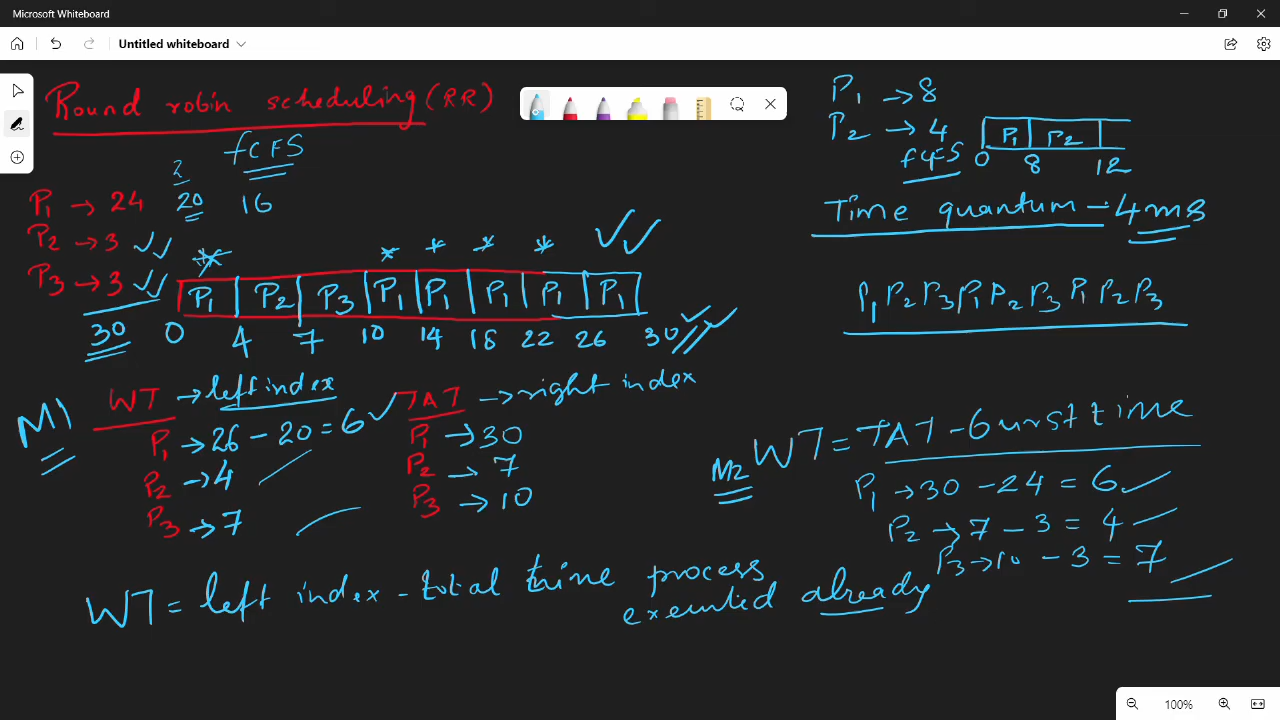 Microsoft Whiteboard
Untitled whiteboard
Round robin scheduling (RR)
FCFS
2
P1 → 24 20 16
P2 → 3
P3 → 3
30
P1 P2 P3 P1 P1 P1 P1 P1
0 4 7 10 14 18 22 26 30
P1 → 8
P2 → 4
FCFS
P1 P2
0 8 12
Time quantum - 4ms
P1 P2 P3 P1 P2 P3 P1 P2 P3
M1
WT → left index
P1 → 26 - 20 = 6
P2 → 4
P3 → 7
TAT → right index
P1 → 30
P2 → 7
P3 → 10
M2 WT = TAT - burst time
P1 → 30 - 24 = 6
P2 → 7 - 3 = 4
P3 → 10 - 3 = 7
WT = left index - total time process
executed already
100%